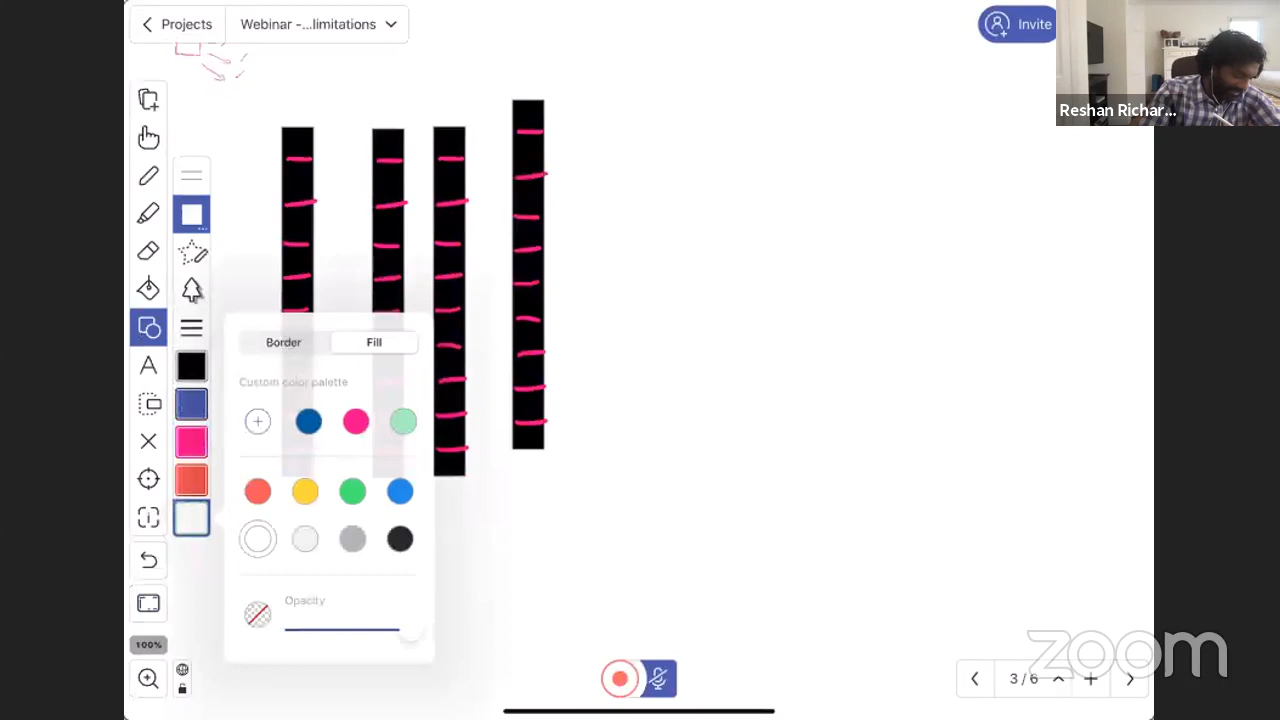 Projects
Webinar -...limitations
Invite
Reshan Richar...
Border
Fill
Custom color palette
A
Opacity
100%
3/6
zoom